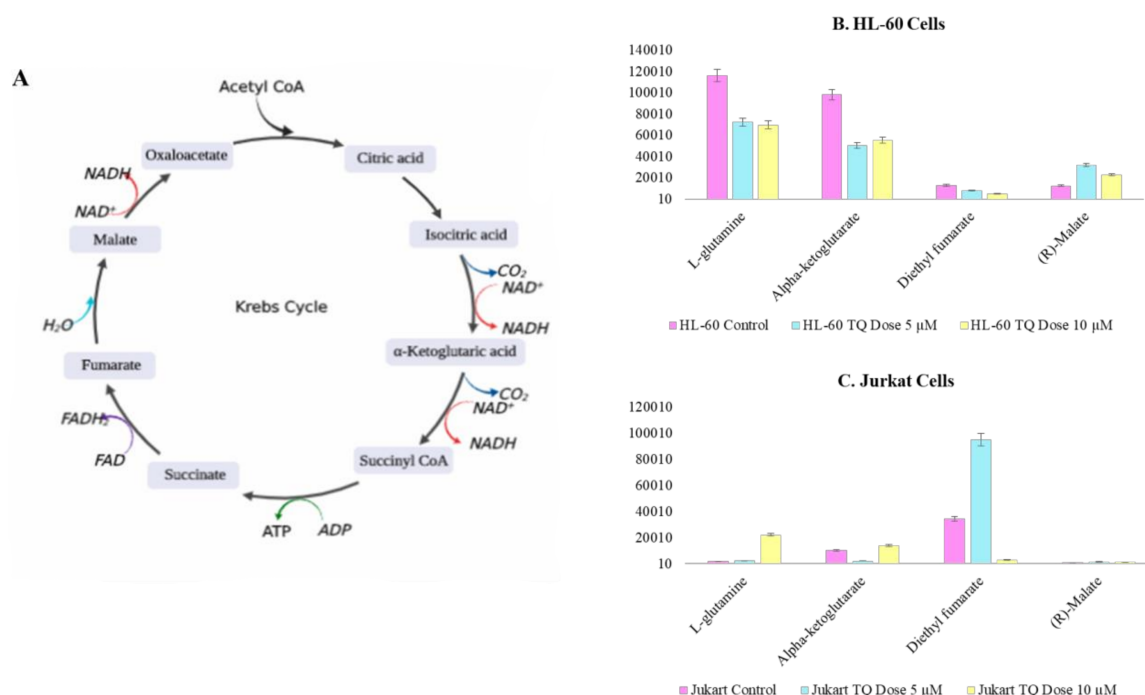 A
Acetyl CoA
Oxaloacetate
Citric acid
NADH
NAD+
Malate
Isocitric acid
CO2
NAD+
NADH
Krebs Cycle
H2O
α-Ketoglutaric acid
Fumarate
CO2
NAD+
NADH
FADH2
FAD
Succinyl CoA
Succinate
ATP
ADP
B. HL-60 Cells
140010
120010
100010
80010
60010
40010
20010
10
L-glutamine
Alpha-ketoglutarate
Diethyl fumarate
(R)-Malate
HL-60 Control
HL-60 TQ Dose 5 µM
HL-60 TQ Dose 10 µM
C. Jurkat Cells
120010
100010
80010
60010
40010
20010
10
L-glutamine
Alpha-ketoglutarate
Diethyl fumarate
(R)-Malate
Jukart Control
Jukart TQ Dose 5 µM
Jukart TQ Dose 10 µM